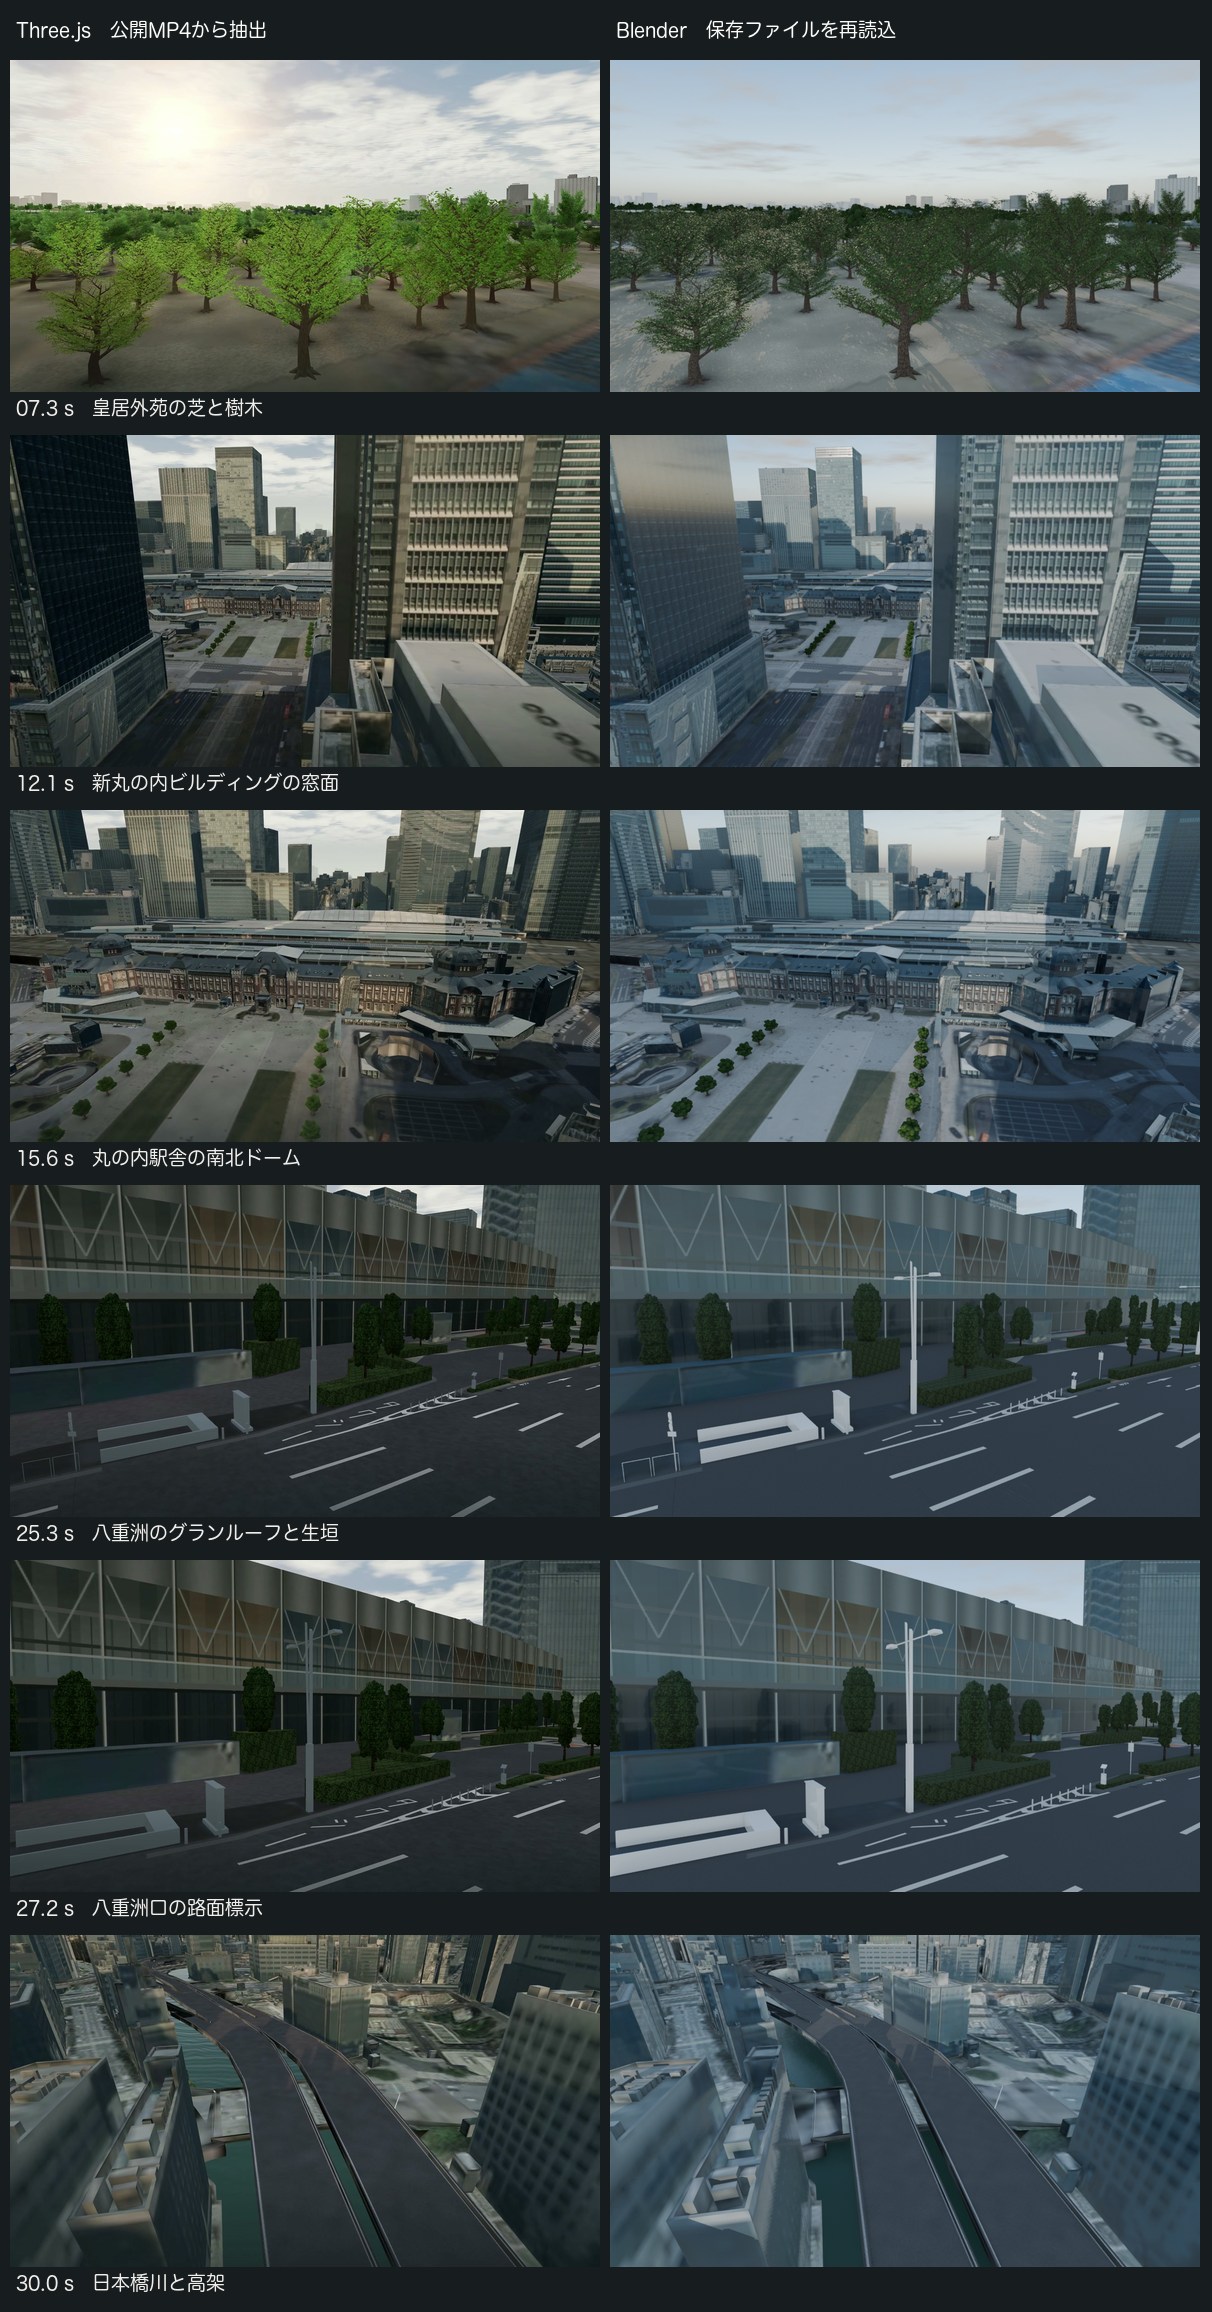 Three.js 公開MP4から抽出
Blender 保存ファイルを再読込
07.3 s 皇居外苑の芝と樹木
12.1 s 新丸の内ビルディングの窓面
15.6 s 丸の内駅舎の南北ドーム
25.3 s 八重洲のグランルーフと生垣
27.2 s 八重洲口の路面標示
30.0 s 日本橋川と高架